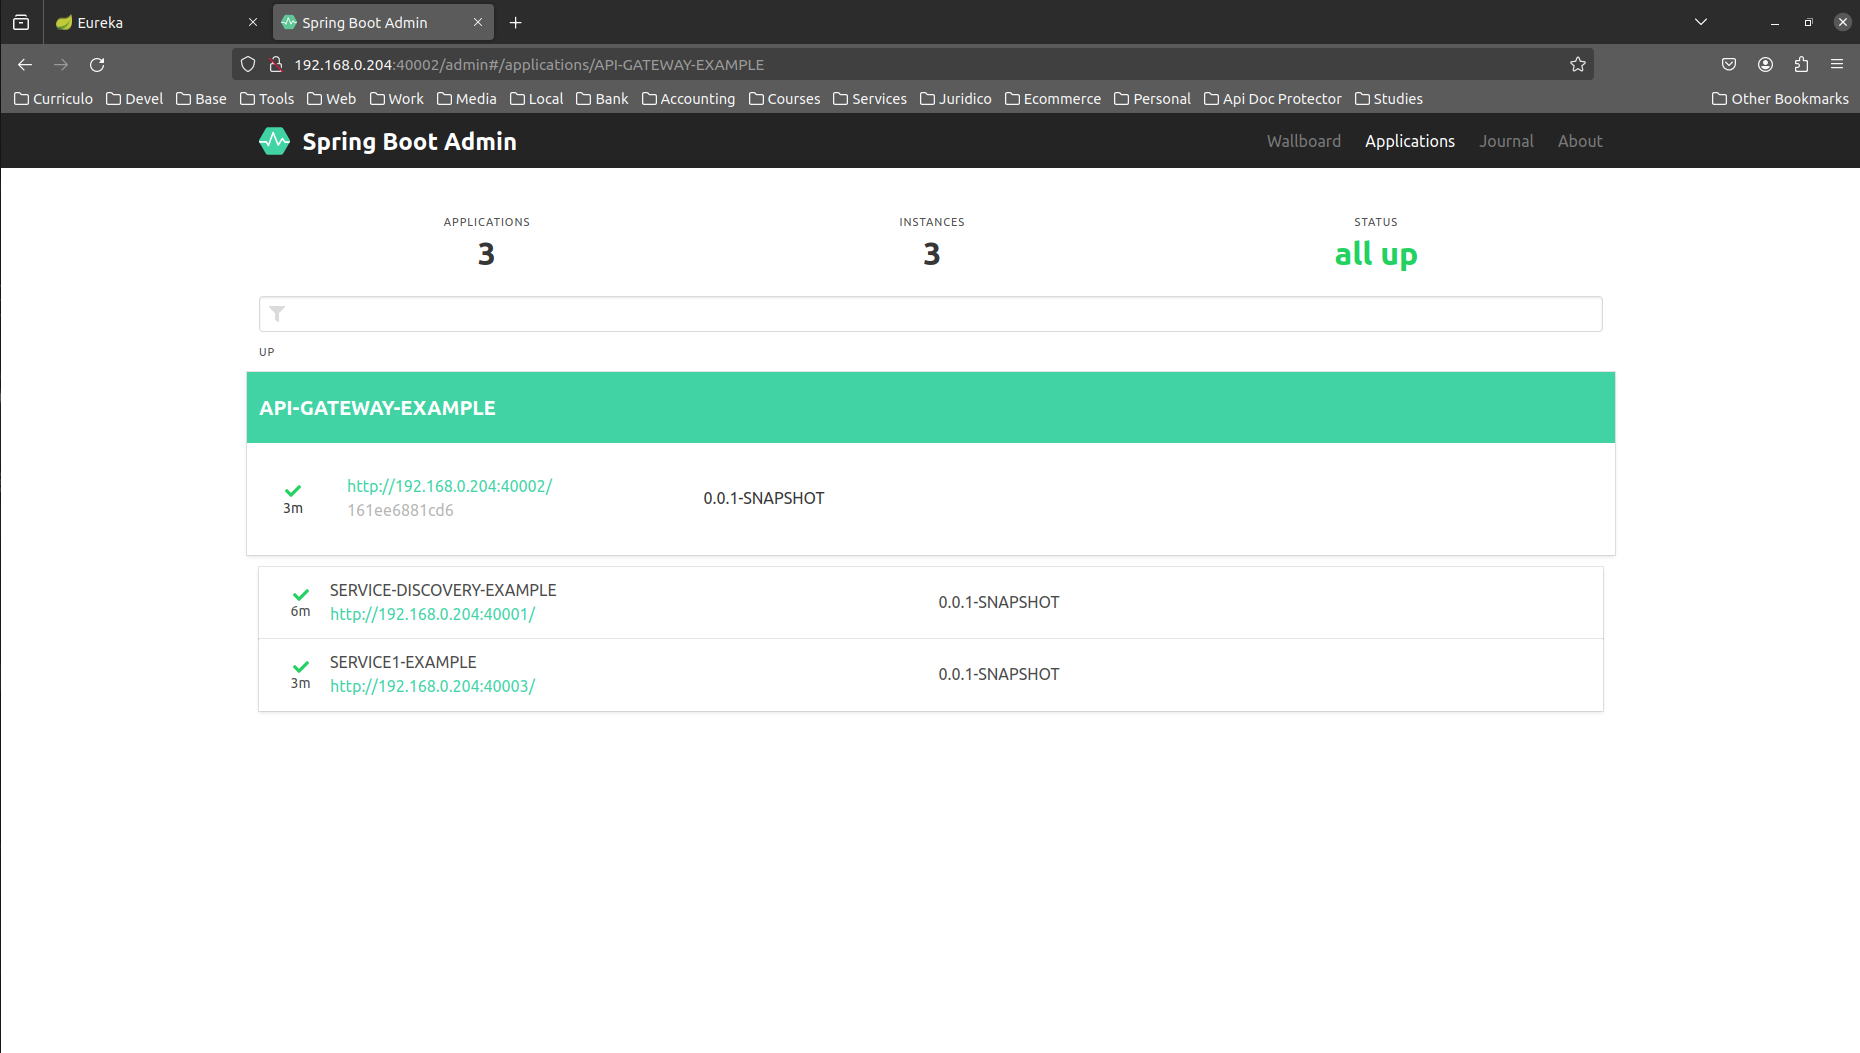 Eureka
Spring Boot Admin
192.168.0.204:40002/admin#/applications/API-GATEWAY-EXAMPLE
Curriculo Devel Base Tools Web Work Media Local Bank Accounting Courses Services Juridico Ecommerce Personal Api Doc Protector Studies Other Bookmarks
Spring Boot Admin Wallboard Applications Journal About
APPLICATIONS INSTANCES STATUS
3 3 all up
UP
API-GATEWAY-EXAMPLE
http://192.168.0.204:40002/
0.0.1-SNAPSHOT
3m
161ee6881cd6
SERVICE-DISCOVERY-EXAMPLE
0.0.1-SNAPSHOT
6m
http://192.168.0.204:40001/
SERVICE1-EXAMPLE
0.0.1-SNAPSHOT
3m
http://192.168.0.204:40003/